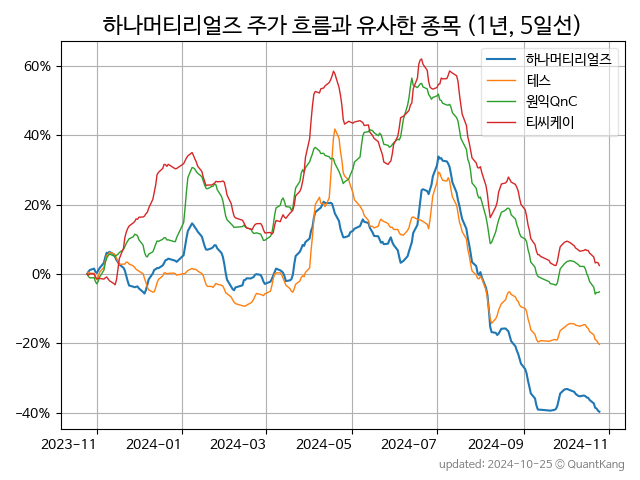 하나머티리얼즈 주가 흐름과 유사한 종목 (1년, 5일선)
하나머티리얼즈
테스
원익QnC
티씨케이
60%
40%
20%
0%
−20%
−40%
2023-11
2024-01
2024-03
2024-05
2024-07
2024-09
2024-11
updated: 2024-10-25 © QuantKang